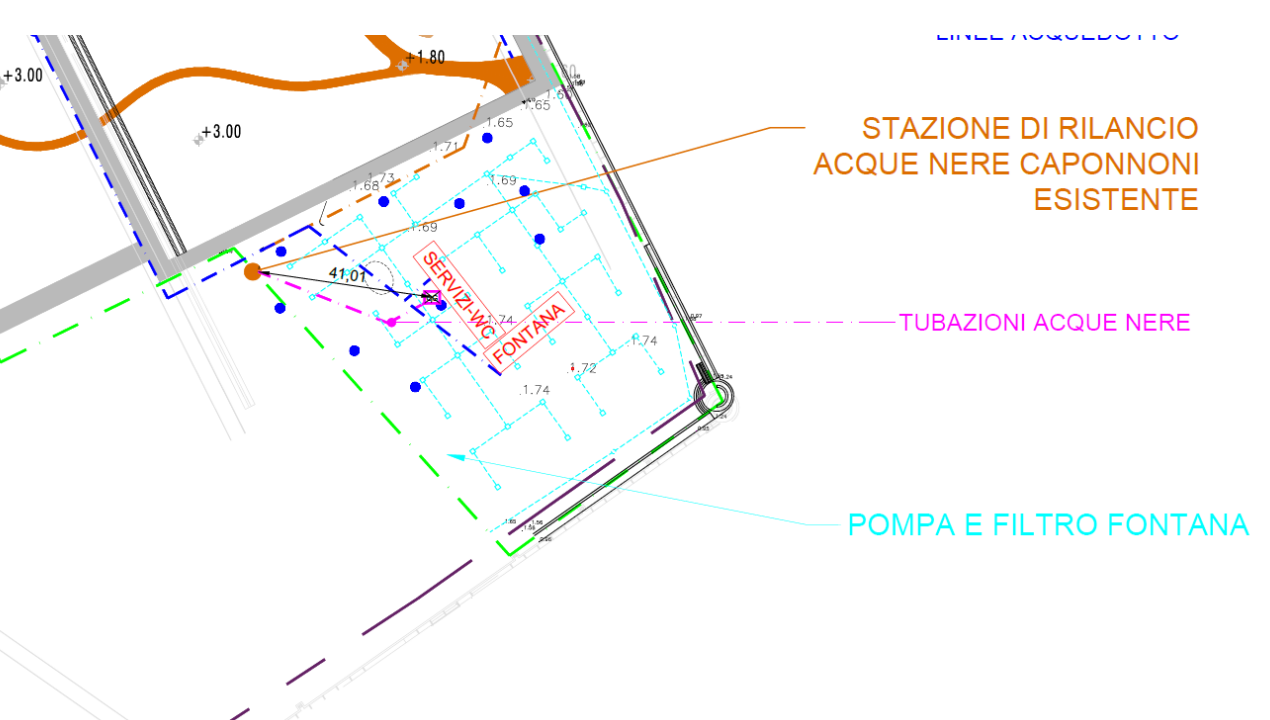 LINEE ACQUEDOTTO
+3.00
+1.80
1.65
1.65
+3.00
STAZIONE DI RILANCIO
ACQUE NERE CAPONNONI
ESISTENTE
1.71
1.73
1.68
1.69
1.69
41,01
SERVIZI-WC
FONTANA
1.74
TUBAZIONI ACQUE NERE
1.74
1.72
1.74
POMPA E FILTRO FONTANA